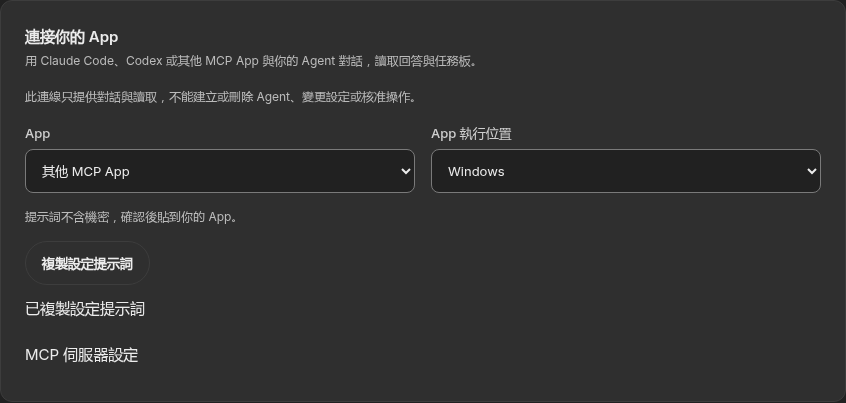 連接你的 App
用 Claude Code、Codex 或其他 MCP App 與你的 Agent 對話，讀取回答與任務板。
此連線只提供對話與讀取，不能建立或刪除 Agent、變更設定或核准操作。
App
App 執行位置
其他 MCP App
Windows
提示詞不含機密，確認後貼到你的 App。
複製設定提示詞
已複製設定提示詞
MCP 伺服器設定